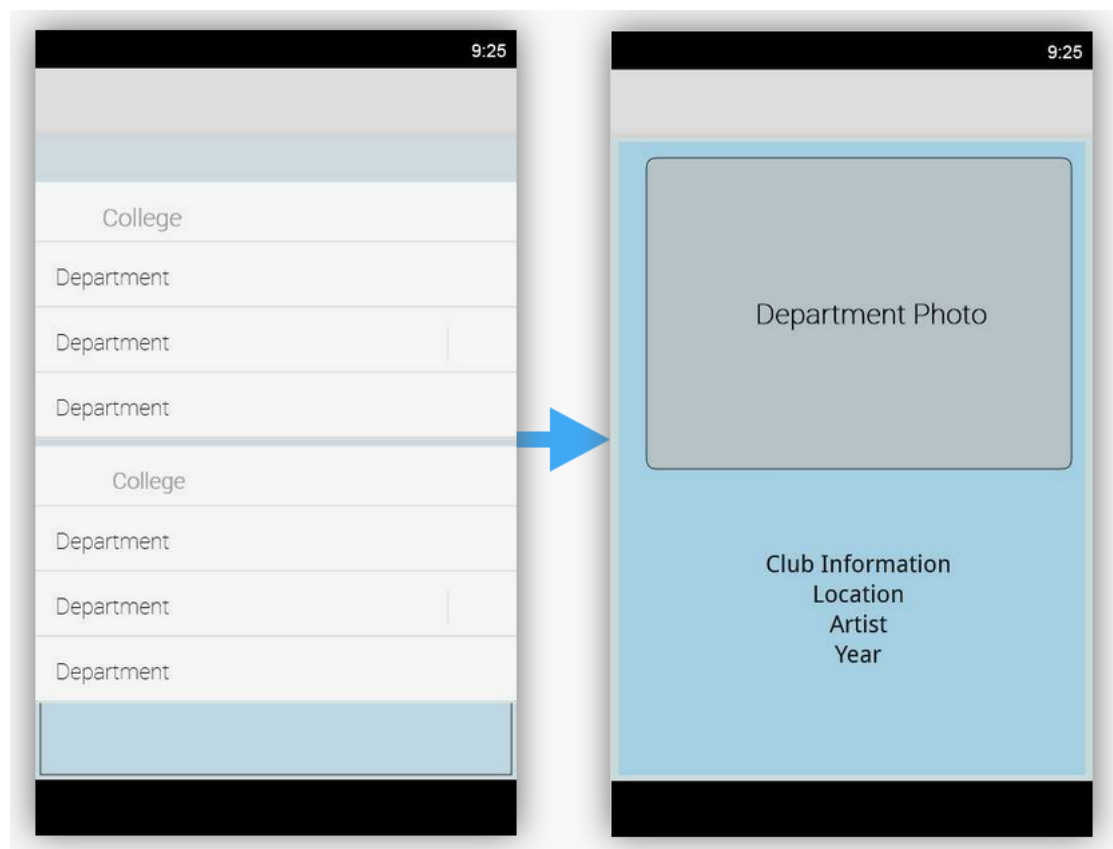 9:25
College
Department
Department
Department
College
Department
Department
Department
9:25
Department Photo
Club Information
Location
Artist
Year